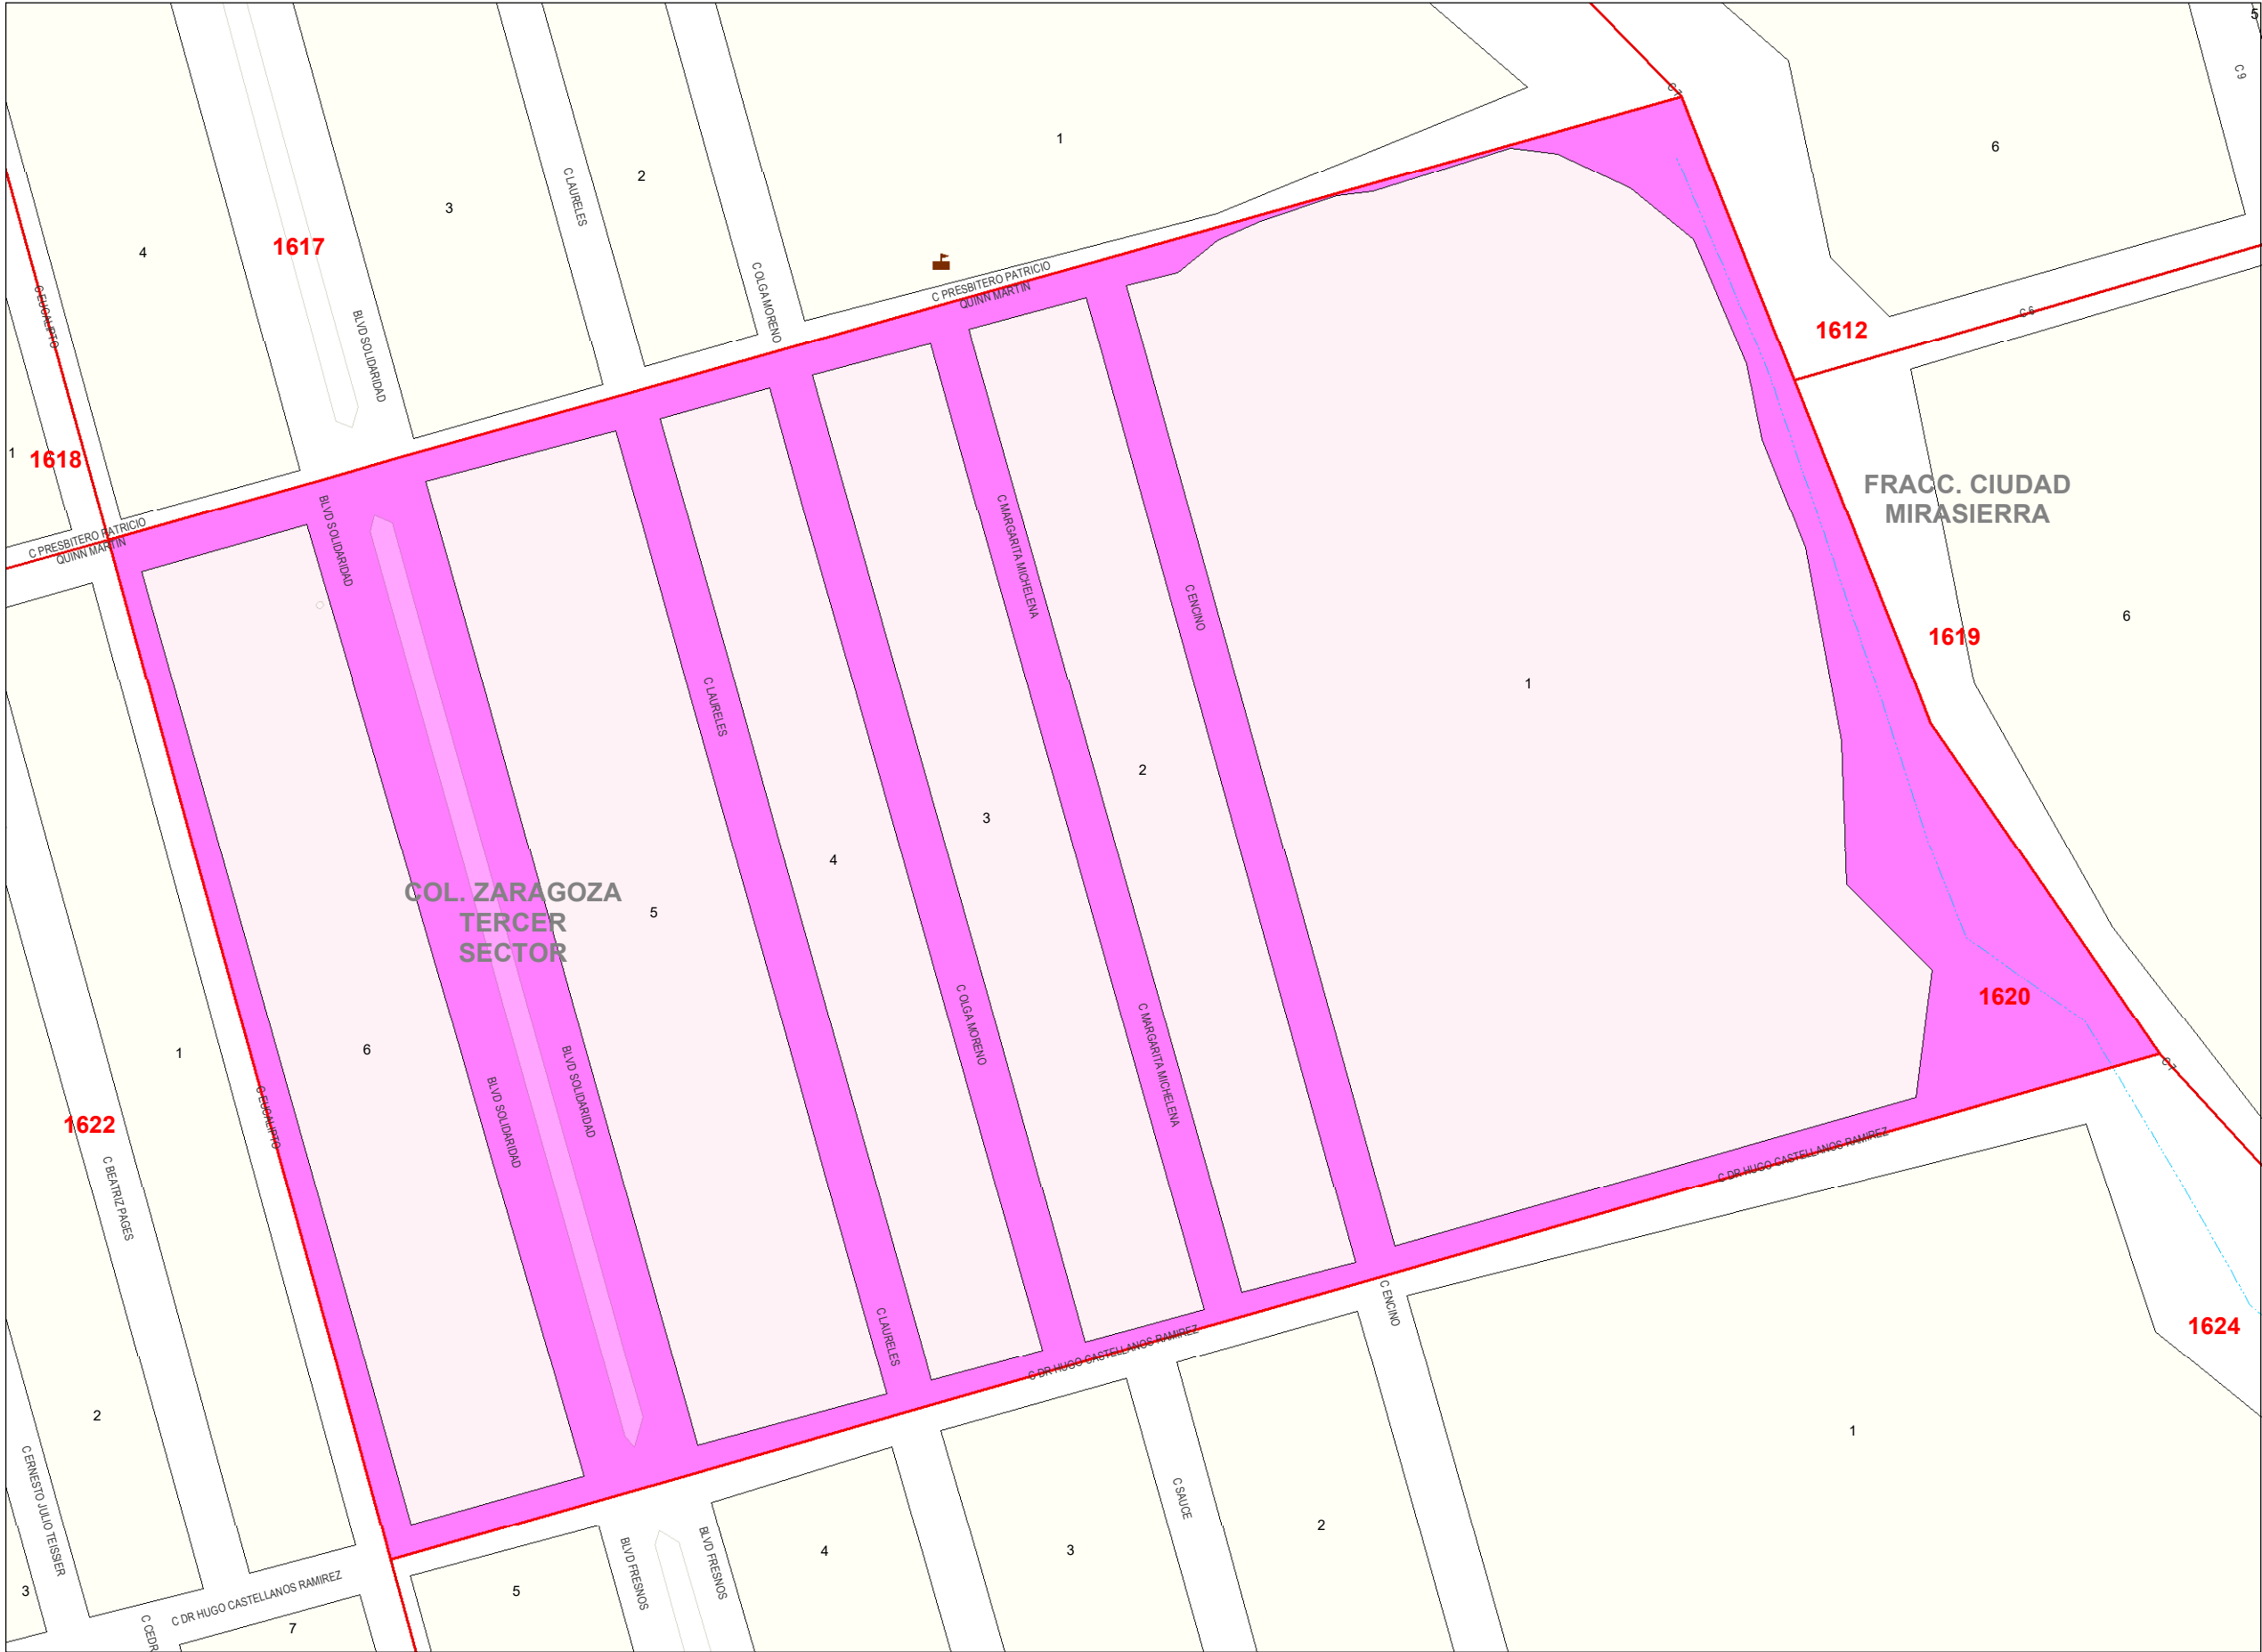 5
C 9
C 7
1
6
2
3
4
C LAURELES
1617
C OLGA MORENO
C EUCALIPTO
BLVD SOLIDARIDAD
C PRESBITERO PATRICIO
QUINN MARTIN
C 6
1612
1
1618
FRACC. CIUDAD
MIRASIERRA
BLVD SOLIDARIDAD
C MARGARITA MICHELENA
C PRESBITERO PATRICIO
QUINN MARTIN
C ENCINO
6
1619
1
C LAURELES
2
3
4
COL. ZARAGOZA
TERCER
SECTOR
5
1620
C OLGA MORENO
C MARGARITA MICHELENA
6
1
BLVD SOLIDARIDAD
BLVD SOLIDARIDAD
C EUCALIPTO
C 7
1622
C DR HUGO CASTELLANOS RAMIREZ
C BEATRIZ PAGES
C ENCINO
C LAURELES
C DR HUGO CASTELLANOS RAMIREZ
1624
2
1
C ERNESTO JULIO TEISSIER
C SAUCE
2
BLVD FRESNOS
BLVD FRESNOS
4
3
3
5
C DR HUGO CASTELLANOS RAMIREZ
C CEDR
7